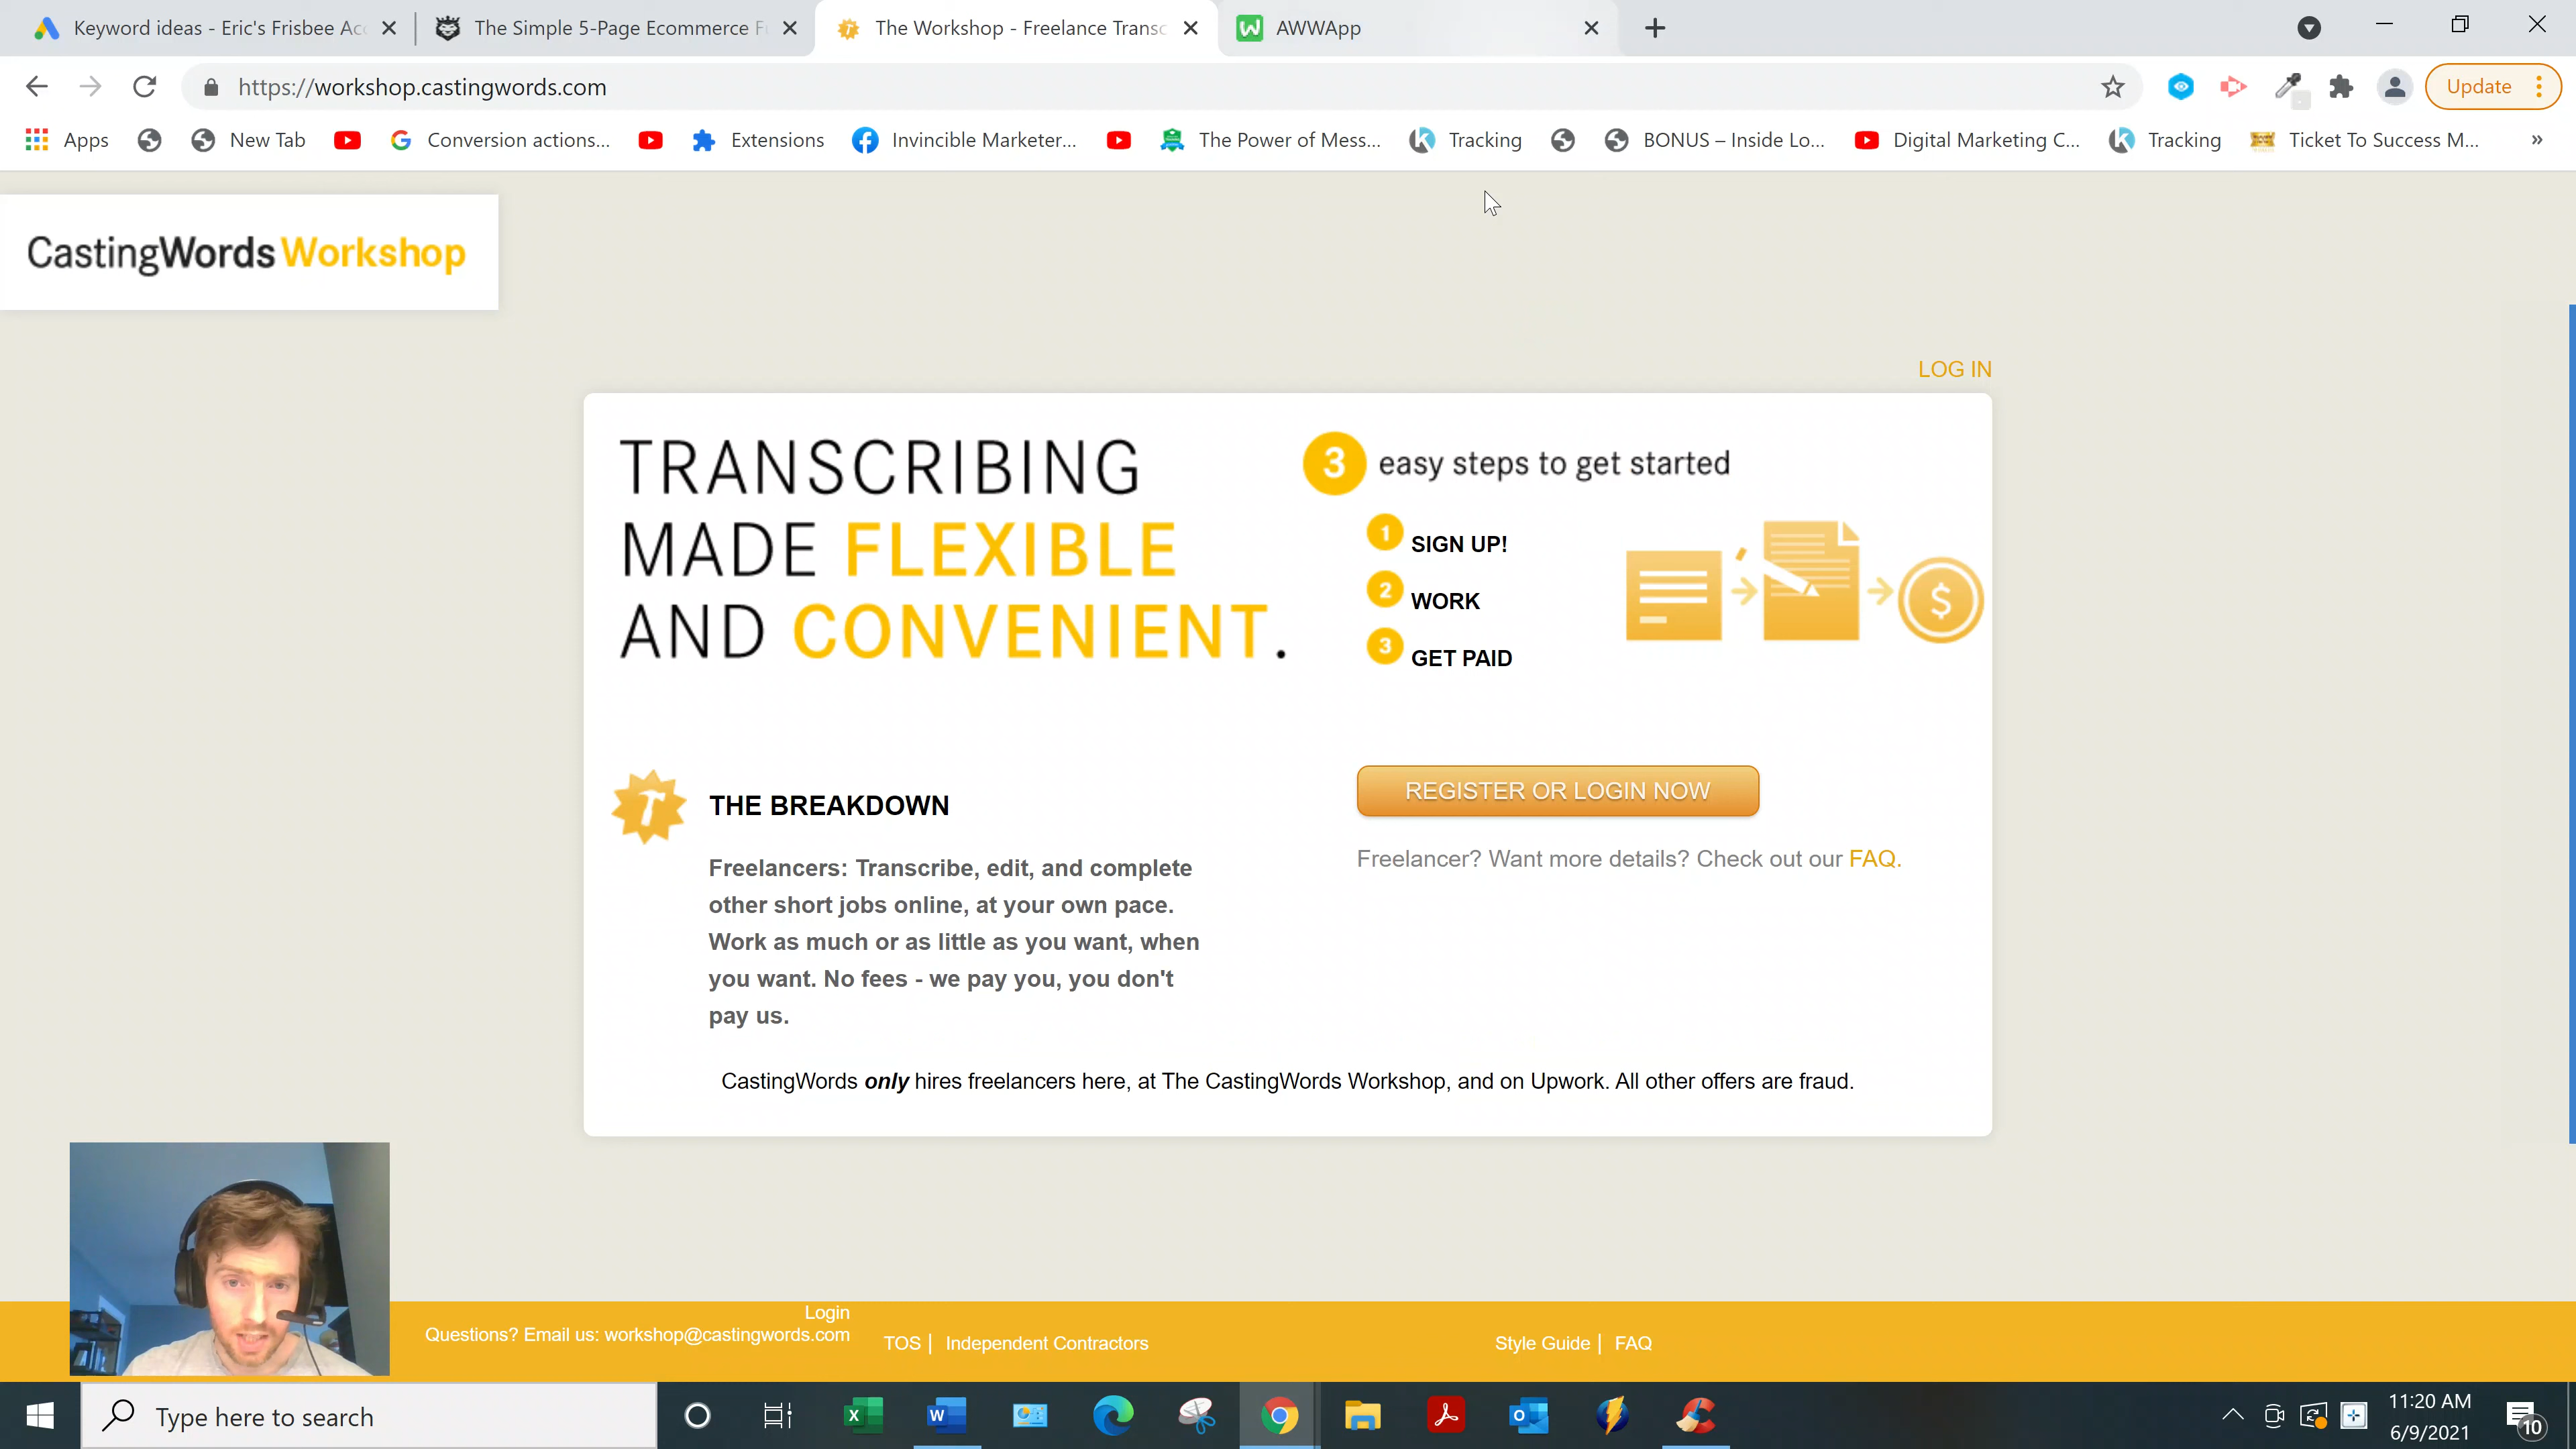 Keyword ideas - Eric's Frisbee Acc
The Simple 5-Page Ecommerce F
The Workshop - Freelance Transc
AWWApp
https://workshop.castingwords.com
Update
Apps
New Tab
Conversion actions...
Extensions
Invincible Marketer...
The Power of Mess...
Tracking
BONUS – Inside Lo...
Digital Marketing C...
Tracking
Ticket To Success M...
»
CastingWords Workshop
LOG IN
TRANSCRIBING
MADE FLEXIBLE
AND CONVENIENT.
3 easy steps to get started
1 SIGN UP!
2 WORK
3 GET PAID
$
THE BREAKDOWN
Freelancers: Transcribe, edit, and complete
other short jobs online, at your own pace.
Work as much or as little as you want, when
you want. No fees - we pay you, you don't
pay us.
REGISTER OR LOGIN NOW
Freelancer? Want more details? Check out our FAQ.
CastingWords only hires freelancers here, at The CastingWords Workshop, and on Upwork. All other offers are fraud.
Login
Questions? Email us: workshop@castingwords.com
TOS | Independent Contractors
Style Guide | FAQ
Type here to search
11:20 AM
6/9/2021
10